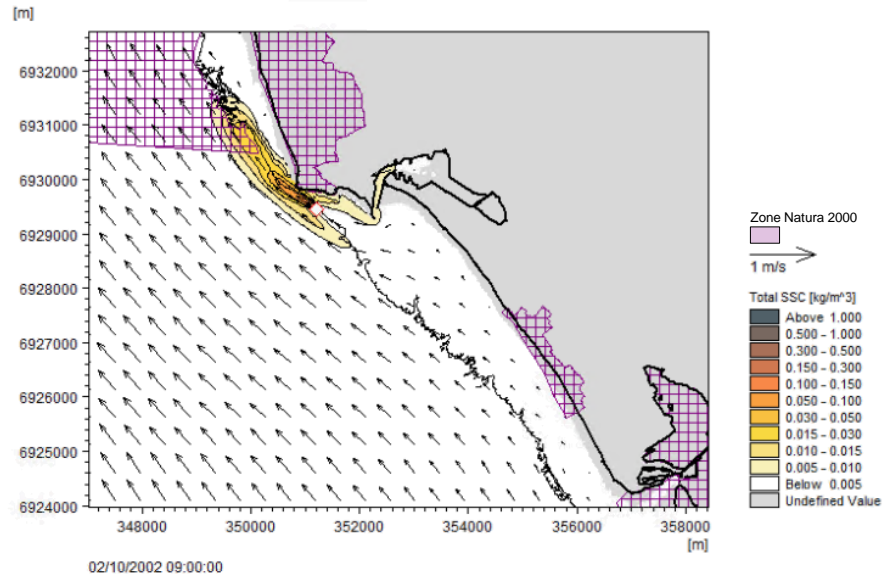 [m]
6932000
6931000
6930000
6929000
6928000
6927000
6926000
6925000
6924000
348000 350000 352000 354000 356000 358000
[m]
02/10/2002 09:00:00
Zone Natura 2000
1 m/s
Total SSC [kg/m^3]
Above 1.000
0.500 - 1.000
0.300 - 0.500
0.150 - 0.300
0.100 - 0.150
0.050 - 0.100
0.030 - 0.050
0.015 - 0.030
0.010 - 0.015
0.005 - 0.010
Below 0.005
Undefined Value